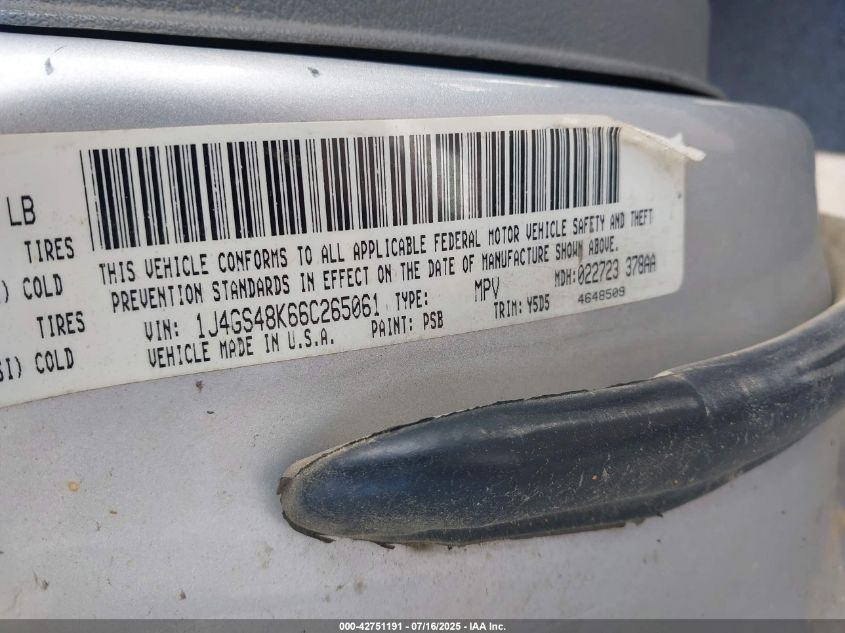 LB
TIRES
) COLD
TIRES
SI) COLD
THIS VEHICLE CONFORMS TO ALL APPLICABLE FEDERAL MOTOR VEHICLE SAFETY AND THEFT
PREVENTION STANDARDS IN EFFECT ON THE DATE OF MANUFACTURE SHOWN ABOVE.
VIN: 1J4GS48K66C265061 TYPE: MPV MDH:022723 378AA
VEHICLE MADE IN U.S.A. PAINT: PSB TRIM: Y5D5 4648509
000-42751191 - 07/16/2025 - IAA Inc.